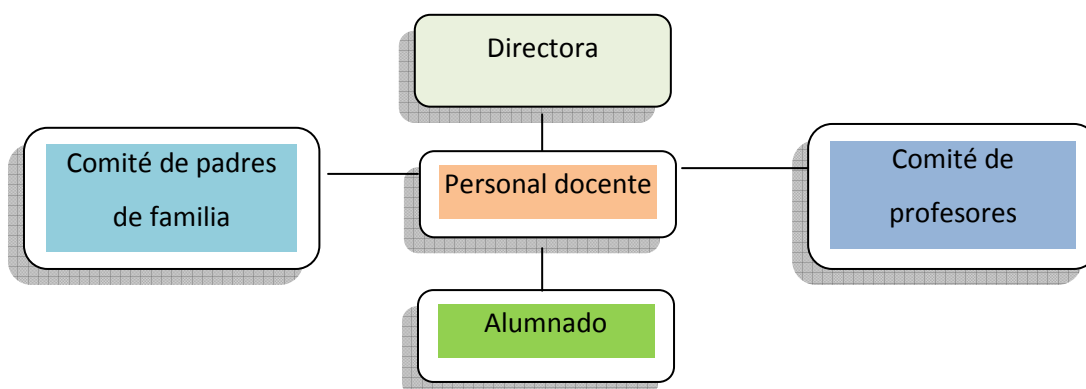 Directora
Comité de padres
de familia
Personal docente
Comité de
profesores
Alumnado